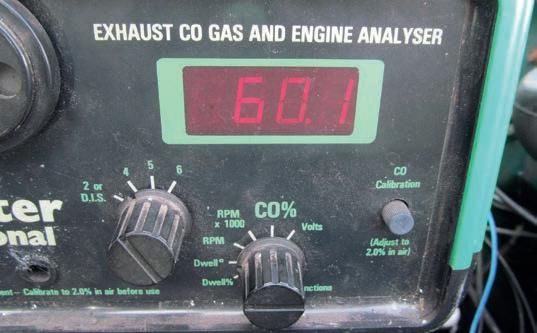 EXHAUST CO GAS AND ENGINE ANALYSER
60.1
4 5 6
2 or
D.I.S.
CO
Calibration
(Adjust to
2.0% in air)
CO%
RPM
x 1000
Volts
RPM
Dwell°
Dwell%
nctions
ter
onal
ent - Calibrate to 2.0% in air before use